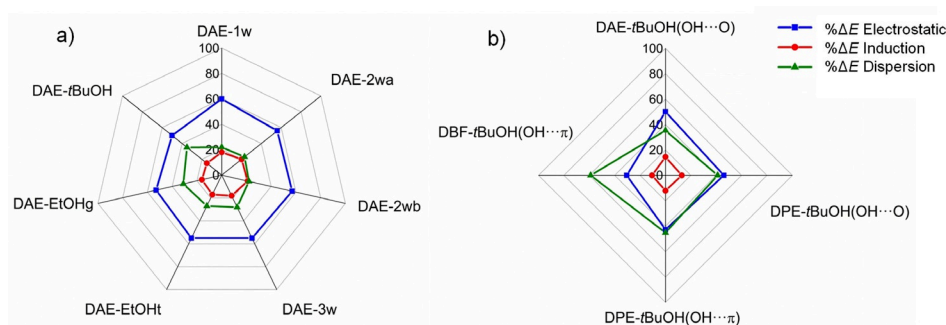 a)
DAE-1w
100
80
60
40
20
0
DAE-2wa
DAE-2wb
DAE-3w
DAE-EtOHt
DAE-EtOHg
DAE-tBuOH
b)
DAE-tBuOH(OH···O)
100
80
60
40
20
0
DPE-tBuOH(OH···O)
DPE-tBuOH(OH···π)
DBF-tBuOH(OH···π)
%ΔE Electrostatic
%ΔE Induction
%ΔE Dispersion